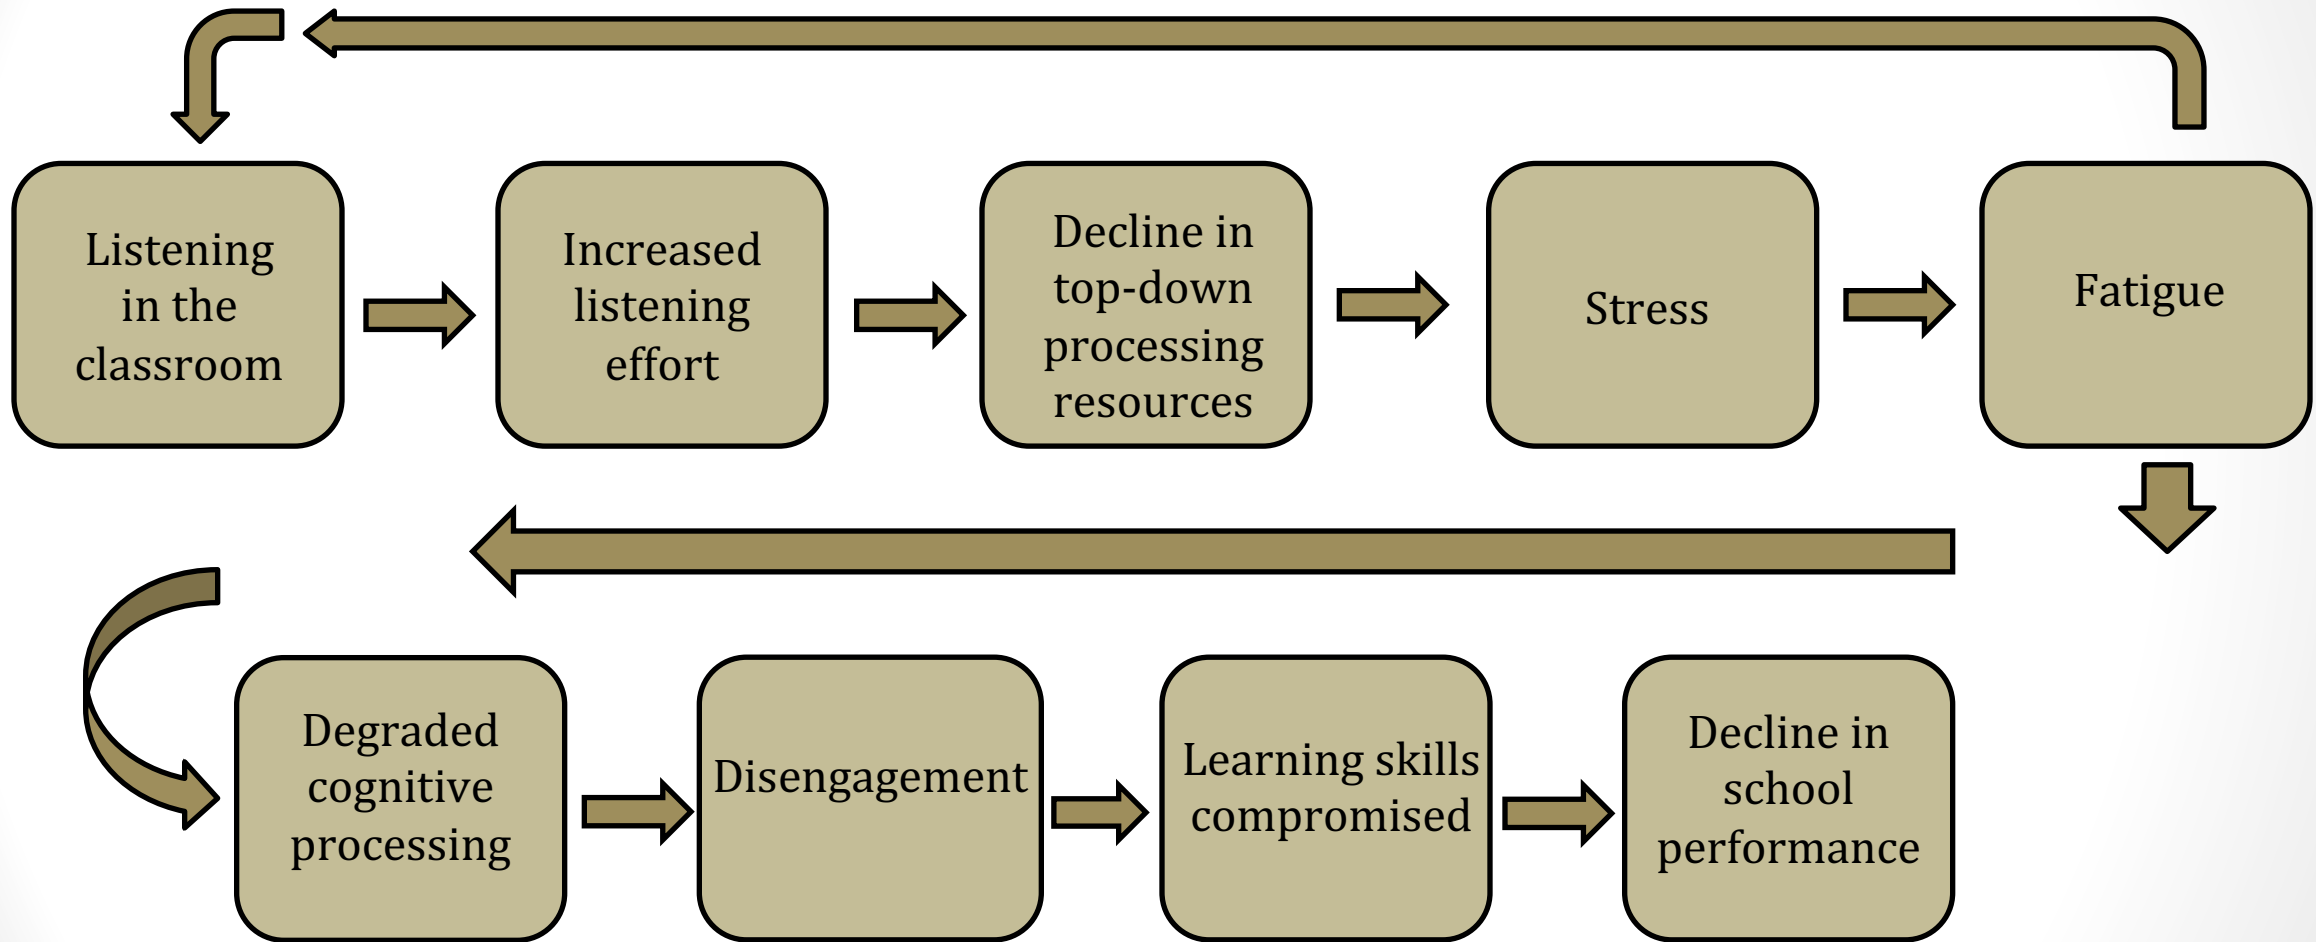 Listening
in the
classroom
Increased
listening
effort
Decline in
top-down
processing
resources
Stress
Fatigue
Degraded
cognitive
processing
Disengagement
Learning skills
compromised
Decline in
school
performance